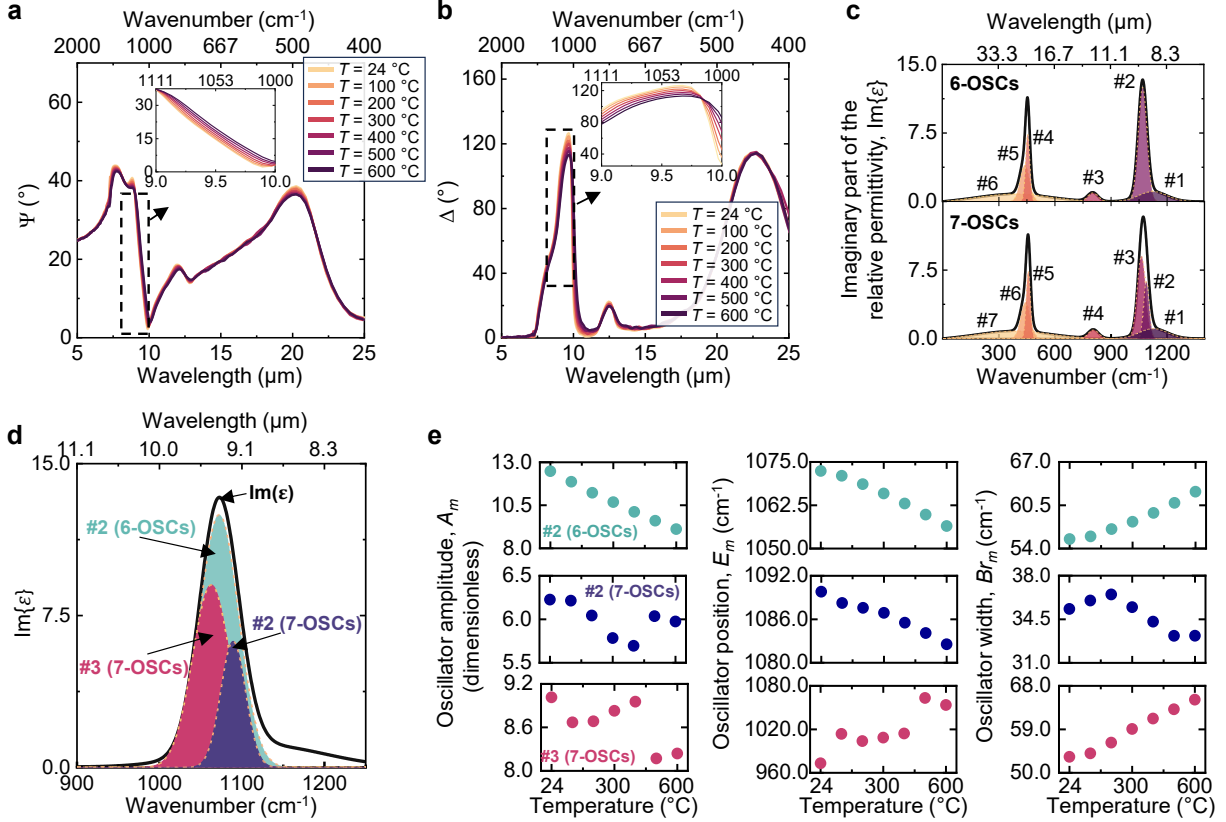 a
Wavenumber (cm⁻¹)
2000 1000 667 500 400
1111 1053 1000
30
15
0
9.0 9.5 10.0
T = 24 °C
T = 100 °C
T = 200 °C
T = 300 °C
T = 400 °C
T = 500 °C
T = 600 °C
Ψ (°)
70
60
40
20
0
5 10 15 20 25
Wavelength (µm)
b
Wavenumber (cm⁻¹)
2000 1000 667 500 400
1111 1053 1000
120
80
40
9.0 9.5 10.0
T = 24 °C
T = 100 °C
T = 200 °C
T = 300 °C
T = 400 °C
T = 500 °C
T = 600 °C
Δ (°)
160
120
80
40
0
5 10 15 20 25
Wavelength (µm)
c
Wavelength (µm)
33.3 16.7 11.1 8.3
Imaginary part of the
relative permittivity, Im{ε}
15.0
7.5
0.0
6-OSCs
#2
#4
#5
#6
#3
#1
15.0
7.5
0.0
7-OSCs
#3
#2
#5
#6
#7
#4
#1
300 600 900 1200
Wavenumber (cm⁻¹)
d
Wavelength (µm)
11.1 10.0 9.1 8.3
Im{ε}
15.0
7.5
0.0
Im(ε)
#2 (6-OSCs)
#2 (7-OSCs)
#3 (7-OSCs)
900 1000 1100 1200
Wavenumber (cm⁻¹)
e
Oscillator amplitude, Aₘ
(dimensionless)
13.0
10.5
8.0
#2 (6-OSCs)
6.5
6.0
5.5
#2 (7-OSCs)
9.2
8.6
8.0
#3 (7-OSCs)
24 300 600
Temperature (°C)
Oscillator position, Eₘ (cm⁻¹)
1075.0
1062.5
1050.0
1092.0
1086.0
1080.0
1080.0
1020.0
960.0
24 300 600
Temperature (°C)
Oscillator width, Brₘ (cm⁻¹)
67.0
60.5
54.0
38.0
34.5
31.0
68.0
59.0
50.0
24 300 600
Temperature (°C)